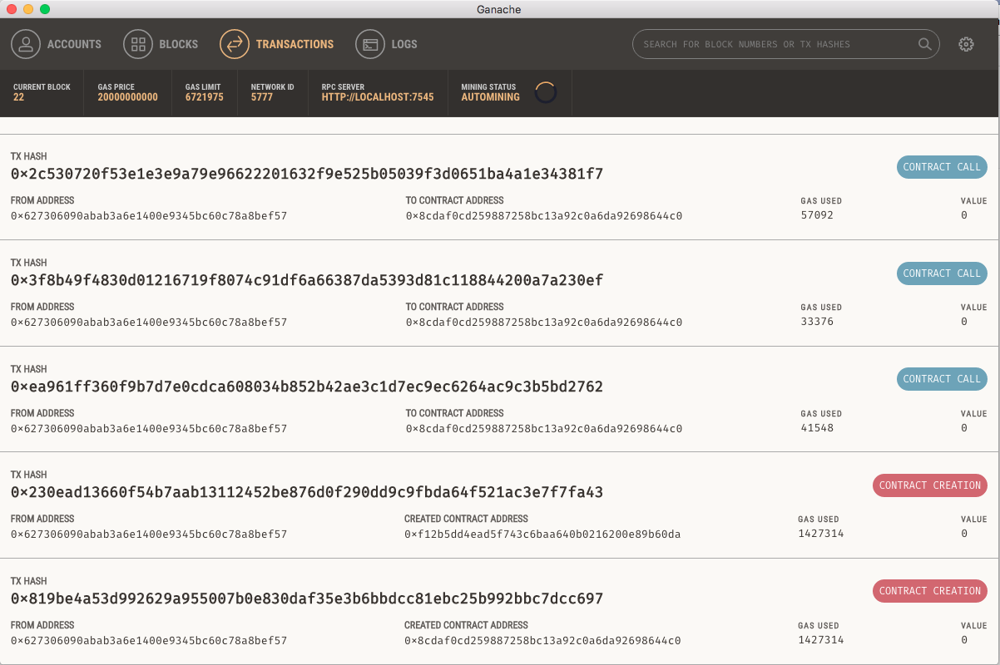 Ganache
ACCOUNTS BLOCKS TRANSACTIONS LOGS SEARCH FOR BLOCK NUMBERS OR TX HASHES
CURRENT BLOCK GAS PRICE GAS LIMIT NETWORK ID RPC SERVER MINING STATUS
22 20000000000 6721975 5777 HTTP://LOCALHOST:7545 AUTOMINING
TX HASH
0×2c530720f53e1e3e9a79e96622201632f9e525b05039f3d0651ba4a1e34381f7 CONTRACT CALL
FROM ADDRESS TO CONTRACT ADDRESS GAS USED VALUE
0×627306090abab3a6e1400e9345bc60c78a8bef57 0×8cdaf0cd259887258bc13a92c0a6da92698644c0 57092 0
TX HASH
0×3f8b49f4830d01216719f8074c91df6a66387da5393d81c118844200a7a230ef CONTRACT CALL
FROM ADDRESS TO CONTRACT ADDRESS GAS USED VALUE
0×627306090abab3a6e1400e9345bc60c78a8bef57 0×8cdaf0cd259887258bc13a92c0a6da92698644c0 33376 0
TX HASH
0×ea961ff360f9b7d7e0cdca608034b852b42ae3c1d7ec9ec6264ac9c3b5bd2762 CONTRACT CALL
FROM ADDRESS TO CONTRACT ADDRESS GAS USED VALUE
0×627306090abab3a6e1400e9345bc60c78a8bef57 0×8cdaf0cd259887258bc13a92c0a6da92698644c0 41548 0
TX HASH
0×230ead13660f54b7aab13112452be876d0f290dd9c9fbda64f521ac3e7f7fa43 CONTRACT CREATION
FROM ADDRESS CREATED CONTRACT ADDRESS GAS USED VALUE
0×627306090abab3a6e1400e9345bc60c78a8bef57 0×f12b5dd4ead5f743c6baa640b0216200e89b60da 1427314 0
TX HASH
0×819be4a53d992629a955007b0e830daf35e3b6bbdcc81ebc25b992bbc7dcc697 CONTRACT CREATION
FROM ADDRESS CREATED CONTRACT ADDRESS GAS USED VALUE
0×627306090abab3a6e1400e9345bc60c78a8bef57 0×8cdaf0cd259887258bc13a92c0a6da92698644c0 1427314 0